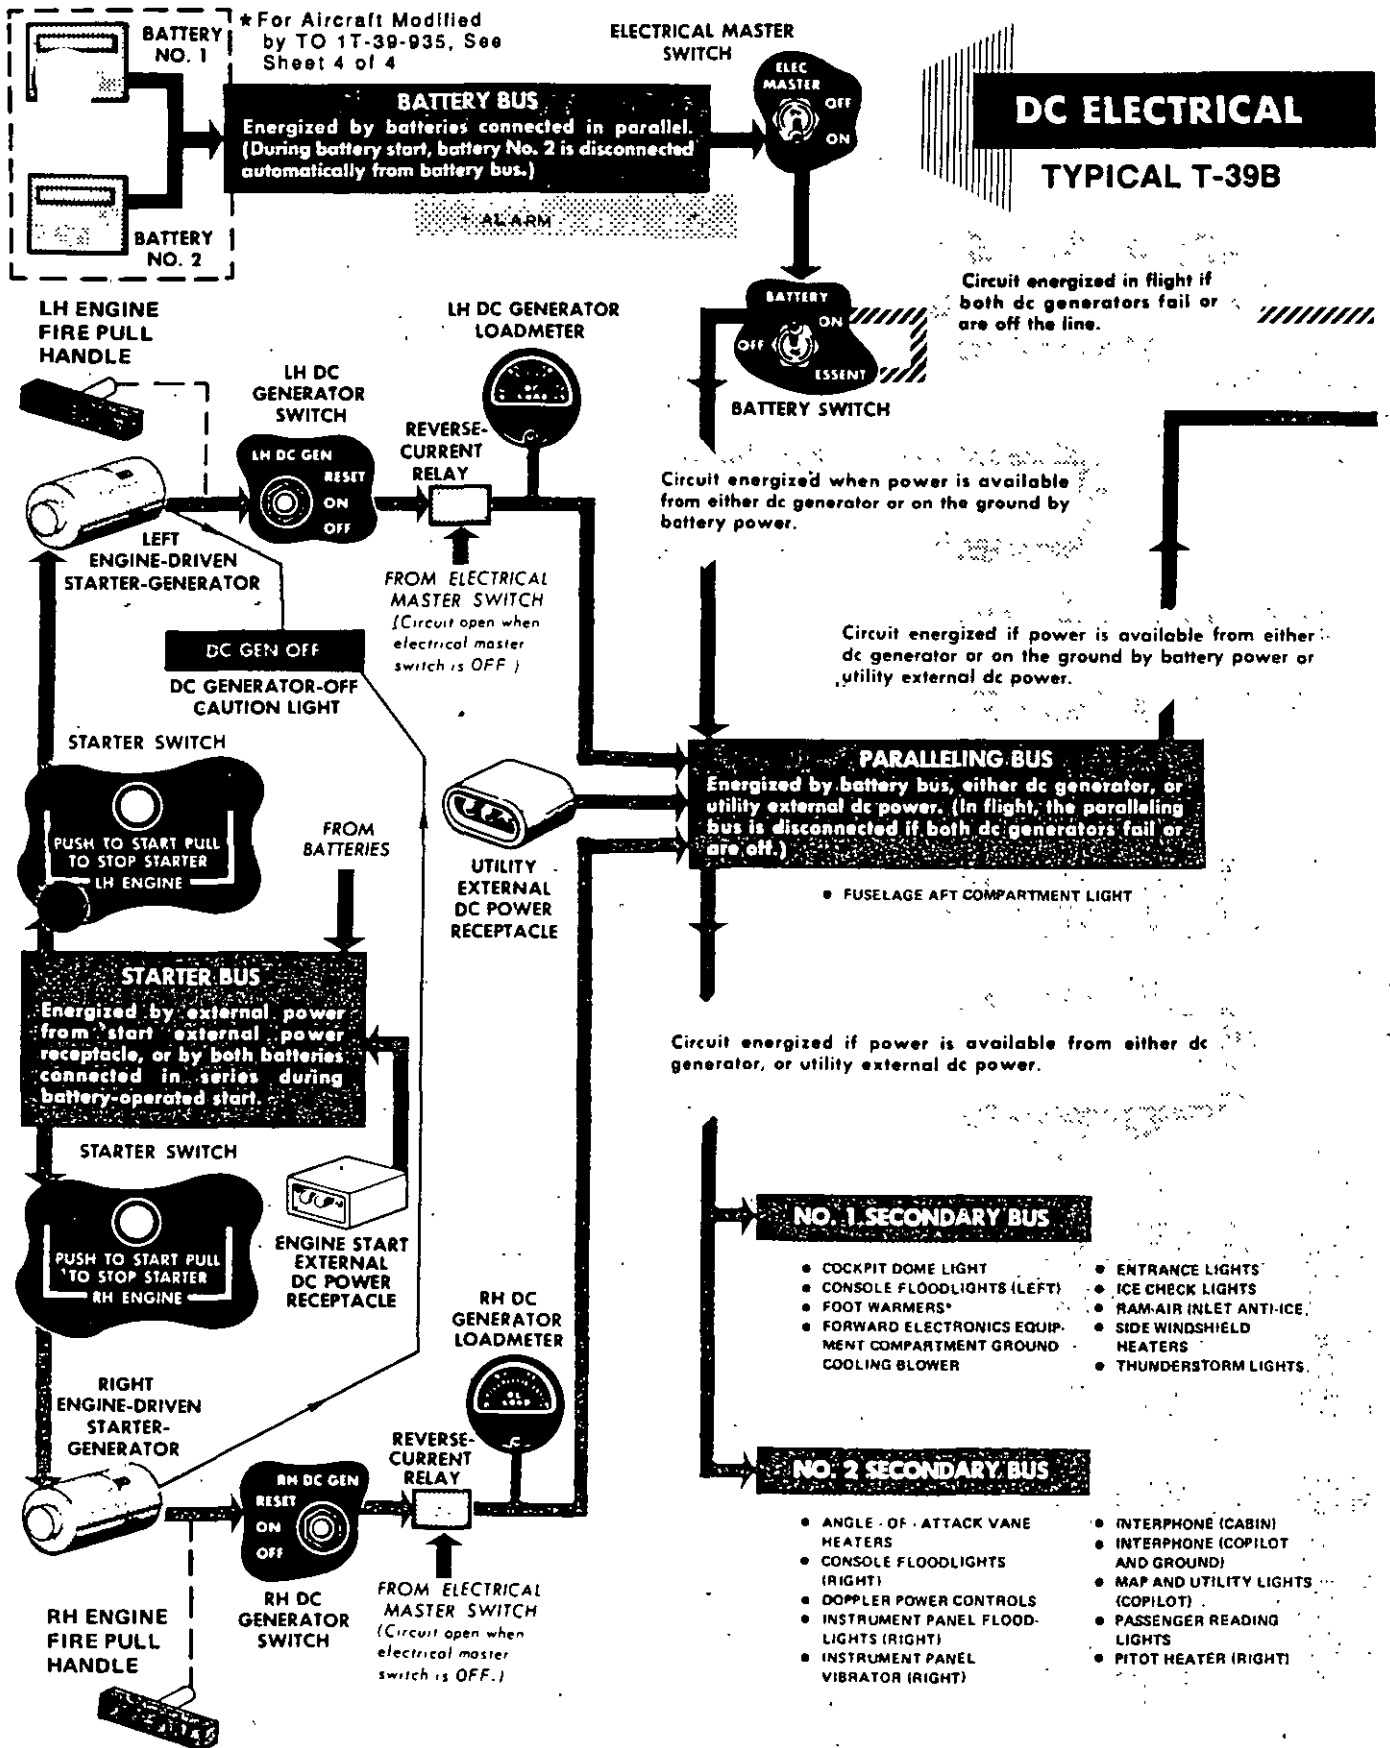 BATTERY
NO. 1
* For Aircraft Modified
by TO 1T-39-935, See
Sheet 4 of 4
ELECTRICAL MASTER
SWITCH
ELEC
MASTER
OFF
ON
DC ELECTRICAL
TYPICAL T-39B
BATTERY BUS
Energized by batteries connected in parallel.
(During battery start, battery No. 2 is disconnected
automatically from battery bus.)
ALARM
BATTERY
NO. 2
LH ENGINE
FIRE PULL
HANDLE
LH DC
GENERATOR
SWITCH
LH DC GENERATOR
LOADMETER
DC
LOAD
BATTERY
ON
OFF
ESSENT
BATTERY SWITCH
Circuit energized in flight if
both dc generators fail or
are off the line.
LH DC GEN
RESET
ON
OFF
REVERSE-
CURRENT
RELAY
Circuit energized when power is available
from either dc generator or on the ground by
battery power.
LEFT
ENGINE-DRIVEN
STARTER-GENERATOR
FROM ELECTRICAL
MASTER SWITCH
(Circuit open when
electrical master
switch is OFF.)
DC GEN OFF
DC GENERATOR-OFF
CAUTION LIGHT
Circuit energized if power is available from either
dc generator or on the ground by battery power or
utility external dc power.
STARTER SWITCH
PUSH TO START PULL
TO STOP STARTER
LH ENGINE
FROM
BATTERIES
UTILITY
EXTERNAL
DC POWER
RECEPTACLE
PARALLELING BUS
Energized by battery bus, either dc generator, or
utility external dc power. (In flight, the paralleling
bus is disconnected if both dc generators fail or
are off.)
• FUSELAGE AFT COMPARTMENT LIGHT
STARTER BUS
Energized by external power
from start external power
receptacle, or by both batteries
connected in series during
battery-operated start.
Circuit energized if power is available from either dc
generator, or utility external dc power.
STARTER SWITCH
PUSH TO START PULL
TO STOP STARTER
RH ENGINE
ENGINE START
EXTERNAL
DC POWER
RECEPTACLE
NO. 1 SECONDARY BUS
• COCKPIT DOME LIGHT
• CONSOLE FLOODLIGHTS (LEFT)
• FOOT WARMERS*
• FORWARD ELECTRONICS EQUIP-
MENT COMPARTMENT GROUND
COOLING BLOWER
• ENTRANCE LIGHTS
• ICE CHECK LIGHTS
• RAM-AIR INLET ANTI-ICE
• SIDE WINDSHIELD
HEATERS
• THUNDERSTORM LIGHTS
RH DC
GENERATOR
LOADMETER
DC
LOAD
RIGHT
ENGINE-DRIVEN
STARTER-
GENERATOR
RH DC GEN
RESET
ON
OFF
RH DC
GENERATOR
SWITCH
REVERSE-
CURRENT
RELAY
FROM ELECTRICAL
MASTER SWITCH
(Circuit open when
electrical master
switch is OFF.)
RH ENGINE
FIRE PULL
HANDLE
NO. 2 SECONDARY BUS
• ANGLE - OF - ATTACK VANE
HEATERS
• CONSOLE FLOODLIGHTS
(RIGHT)
• DOPPLER POWER CONTROLS
• INSTRUMENT PANEL FLOOD-
LIGHTS (RIGHT)
• INSTRUMENT PANEL
VIBRATOR (RIGHT)
• INTERPHONE (CABIN)
• INTERPHONE (COPILOT
AND GROUND)
• MAP AND UTILITY LIGHTS
(COPILOT)
• PASSENGER READING
LIGHTS
• PITOT HEATER (RIGHT)